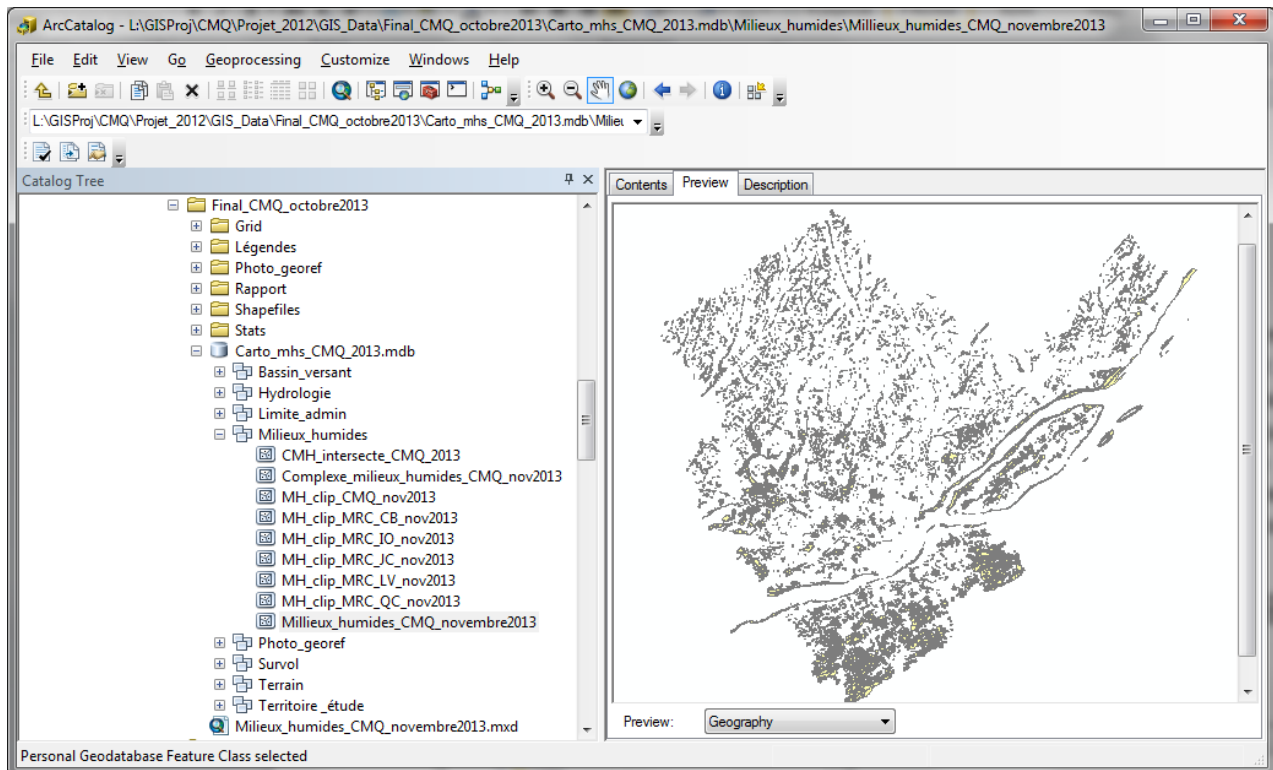 ArcCatalog - L:\GISProj\CMQ\Projet_2012\GIS_Data\Final_CMQ_octobre2013\Carto_mhs_CMQ_2013.mdb\Milieux_humides\Millieux_humides_CMQ_novembre2013
File Edit View Go Geoprocessing Customize Windows Help
L:\GISProj\CMQ\Projet_2012\GIS_Data\Final_CMQ_octobre2013\Carto_mhs_CMQ_2013.mdb\Milieu
Catalog Tree
Final_CMQ_octobre2013
Grid
Légendes
Photo_georef
Rapport
Shapefiles
Stats
Carto_mhs_CMQ_2013.mdb
Bassin_versant
Hydrologie
Limite_admin
Milieux_humides
CMH_intersecte_CMQ_2013
Complexe_milieux_humides_CMQ_nov2013
MH_clip_CMQ_nov2013
MH_clip_MRC_CB_nov2013
MH_clip_MRC_IO_nov2013
MH_clip_MRC_JC_nov2013
MH_clip_MRC_LV_nov2013
MH_clip_MRC_QC_nov2013
Millieux_humides_CMQ_novembre2013
Photo_georef
Survol
Terrain
Territoire _étude
Milieux_humides_CMQ_novembre2013.mxd
Contents Preview Description
Preview: Geography
Personal Geodatabase Feature Class selected